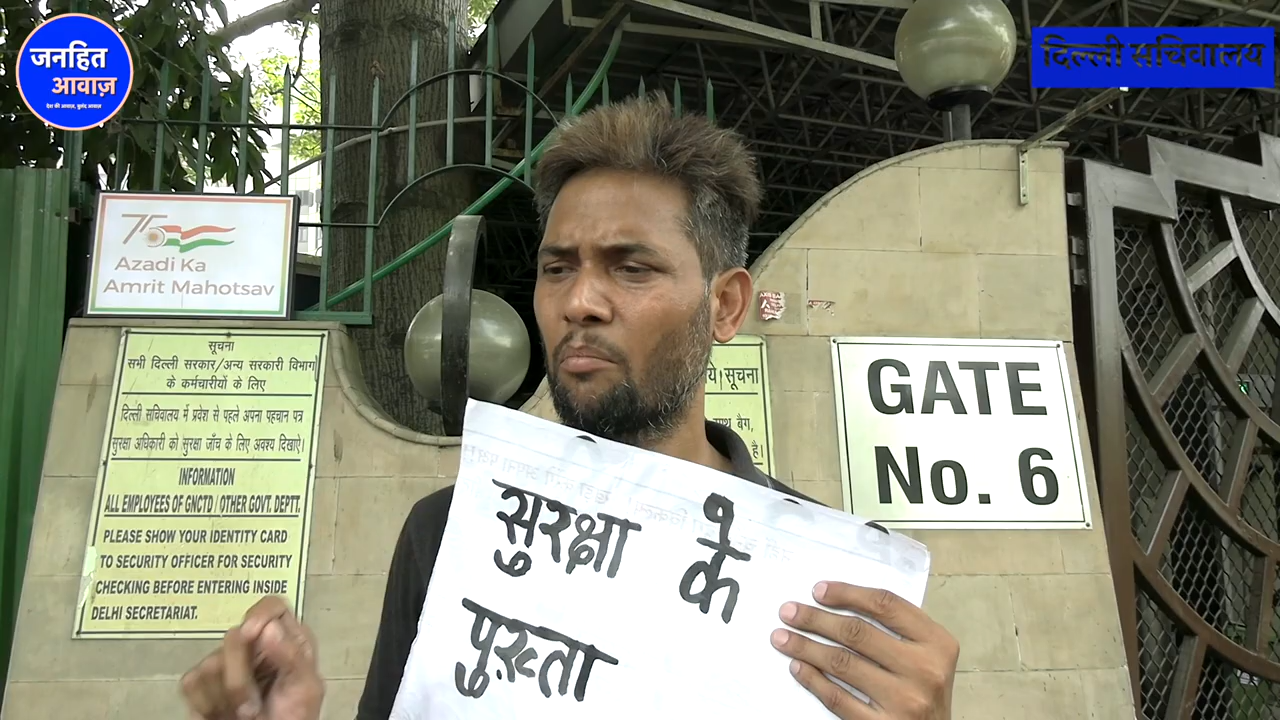 जनहित
आवाज़
देश की आवाज़, बुलंद आवाज़
दिल्ली सचिवालय
75
Azadi Ka
Amrit Mahotsav
सूचना
सभी दिल्ली सरकार/अन्य सरकारी विभाग
के कर्मचारीयों के लिए
दिल्ली सचिवालय में प्रवेश से पहले अपना पहचान पत्र
सुरक्षा अधिकारी को सुरक्षा जाँच के लिए अवश्य दिखाएं।
INFORMATION
ALL EMPLOYEES OF GNCTD / OTHER GOVT. DEPTT.
PLEASE SHOW YOUR IDENTITY CARD
TO SECURITY OFFICER FOR SECURITY
CHECKING BEFORE ENTERING INSIDE
DELHI SECRETARIAT.
सूचना
बैग,
है।
GATE
No. 6
सुरक्षा के
पुख़्ता